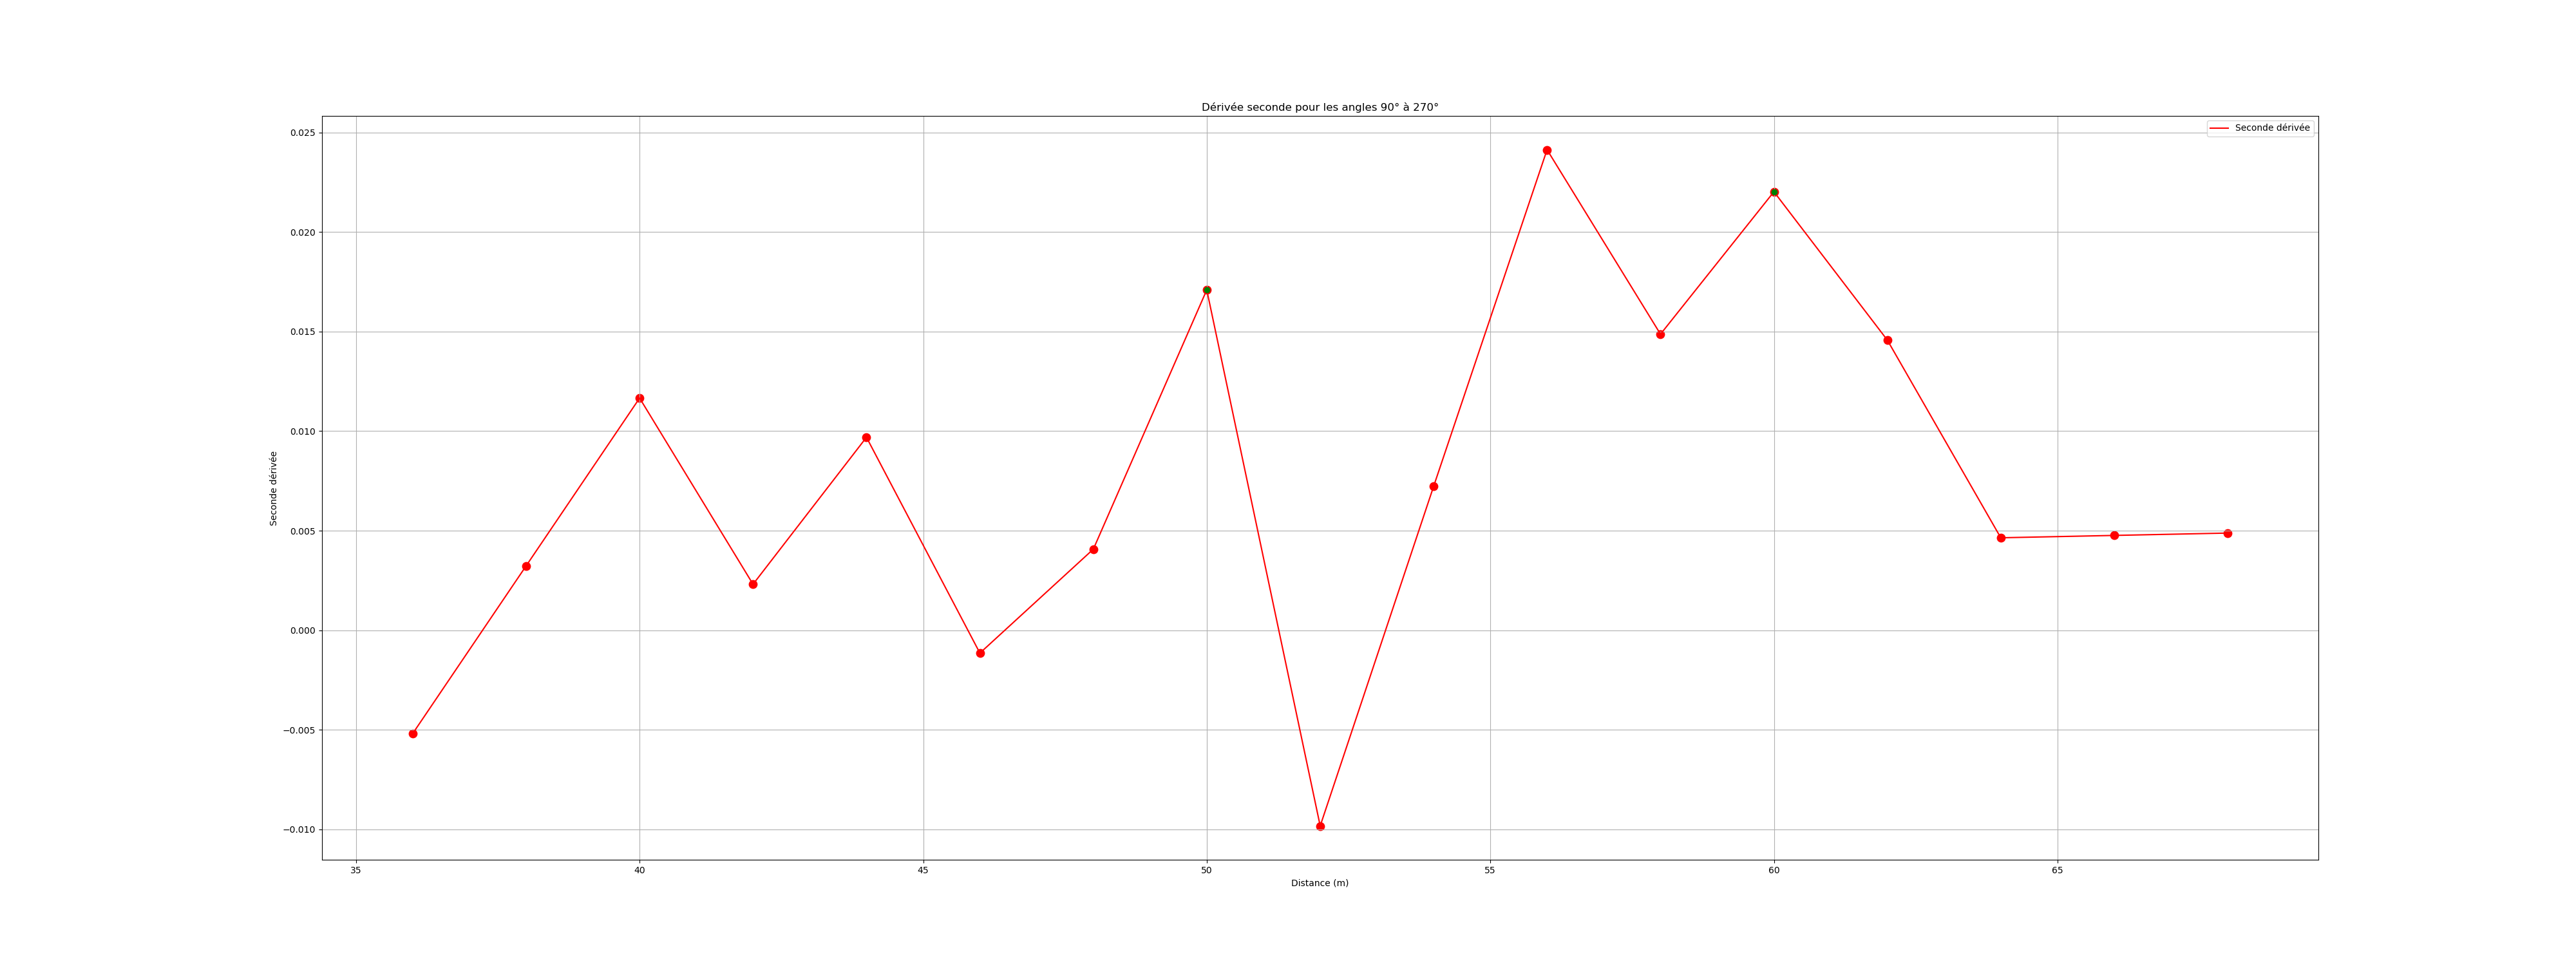 Dérivée seconde pour les angles 90° à 270°
Seconde dérivée
0.025
0.020
0.015
0.010
0.005
0.000
−0.005
−0.010
Seconde dérivée
35 40 45 50 55 60 65
Distance (m)